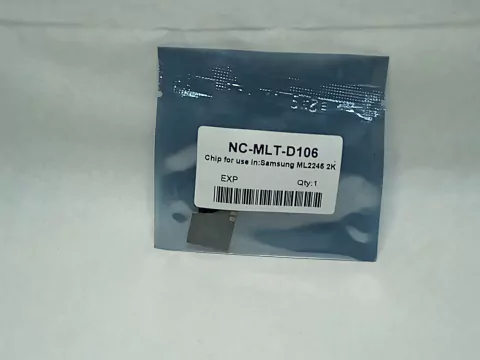 NC-MLT-D106
Chip for use in:Samsung ML2245 2K
EXP Qty:1